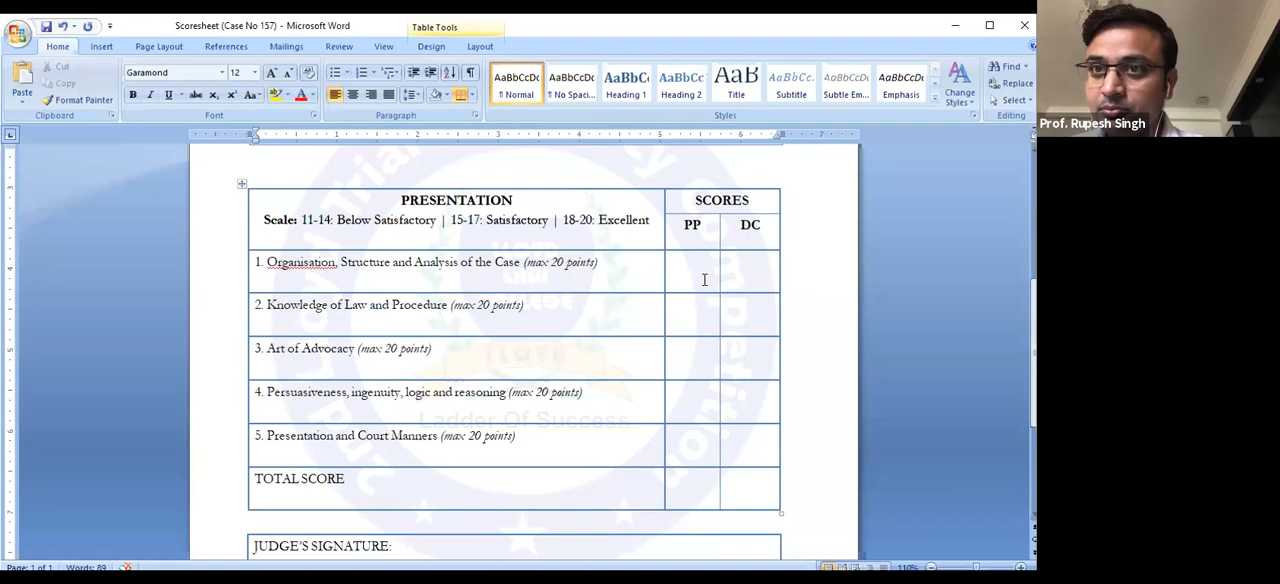 Scoresheet (Case No 157) - Microsoft Word
Table Tools
Home Insert Page Layout References Mailings Review View Design Layout
Cut
Copy
Format Painter
Paste
Clipboard
Garamond 12
Font
Paragraph
AaBbCcDc AaBbCcDc AaBbC AaBbCc AaB AaBbCc. AaBbCcDc AaBbCcDc
¶ Normal ¶ No Spaci... Heading 1 Heading 2 Title Subtitle Subtle Em... Emphasis
Change Styles
Styles
Find
Replace
Select
Editing
Prof. Rupesh Singh
PRESENTATION
SCORES
Scale: 11-14: Below Satisfactory | 15-17: Satisfactory | 18-20: Excellent
PP DC
1. Organisation, Structure and Analysis of the Case (max 20 points)
2. Knowledge of Law and Procedure (max 20 points)
3. Art of Advocacy (max 20 points)
4. Persuasiveness, ingenuity, logic and reasoning (max 20 points)
Ladder Of Success
5. Presentation and Court Manners (max 20 points)
TOTAL SCORE
JUDGE'S SIGNATURE:
Page: 1 of 1 Words: 89 110%